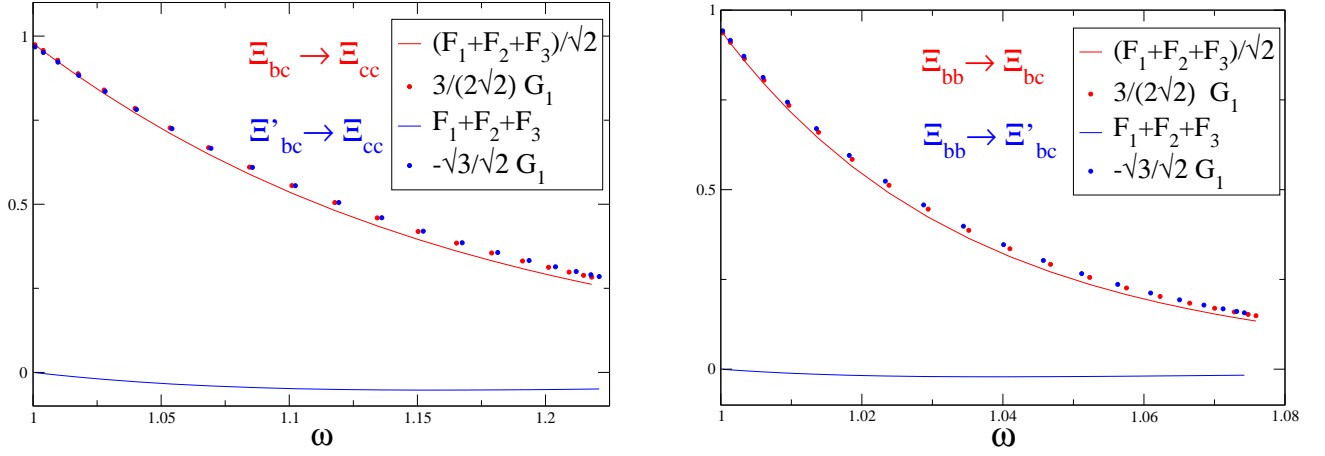 1
0.5
0
1
1.05
1.1
1.15
1.2
ω
Ξbc → Ξcc
Ξ'bc → Ξcc
(F1+F2+F3)/√2
3/(2√2) G1
F1+F2+F3
-√3/√2 G1
1
0.5
0
1
1.02
1.04
1.06
1.08
ω
Ξbb → Ξbc
Ξbb → Ξ'bc
(F1+F2+F3)/√2
3/(2√2) G1
F1+F2+F3
-√3/√2 G1